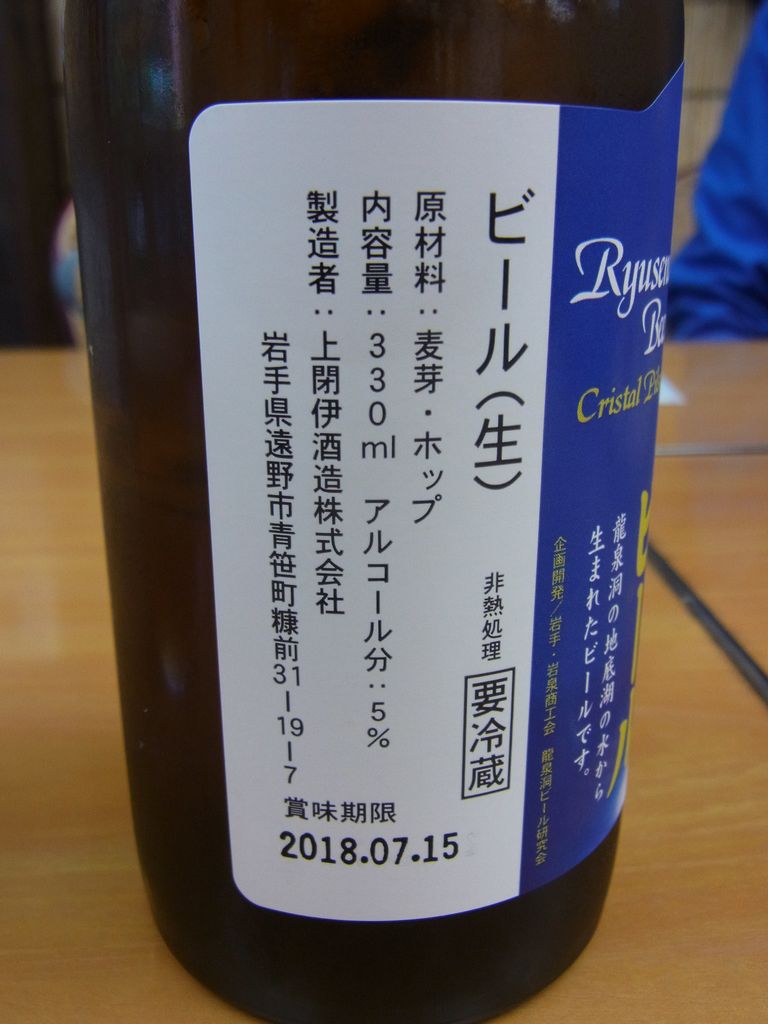 Ryusen
Cristal
龍泉洞の地底湖の水から
生まれたビールです。
企画開発／岩手・岩泉商工会 龍泉洞ビール研究会
ビール（生） 非熱処理 要冷蔵
原材料：麦芽・ホップ
内容量：330ml アルコール分：5%
製造者：上閉伊酒造株式会社
岩手県遠野市青笹町糠前31-19-7
賞味期限
2018.07.15